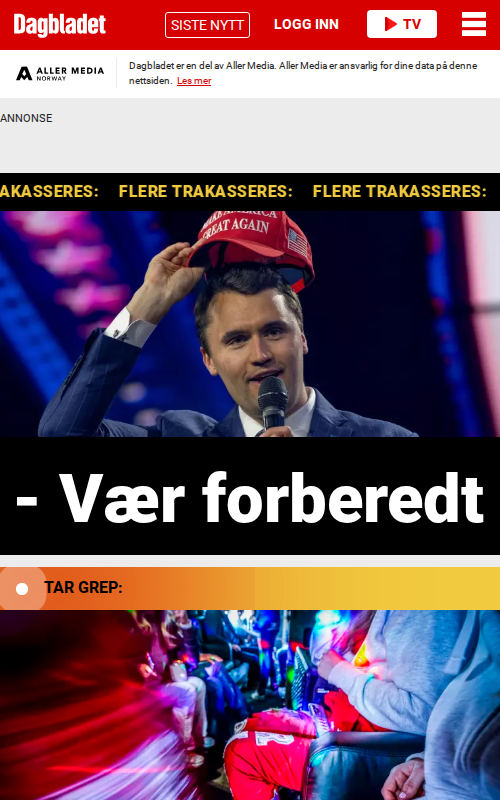 Dagbladet
SISTE NYTT
LOGG INN
TV
ALLER MEDIA
NORWAY
Dagbladet er en del av Aller Media. Aller Media er ansvarlig for dine data på denne
nettsiden. Les mer
ANNONSE
AKASSERES: FLERE TRAKASSERES: FLERE TRAKASSERES:
MAKE AMERICA
GREAT AGAIN
- Vær forberedt
TAR GREP: